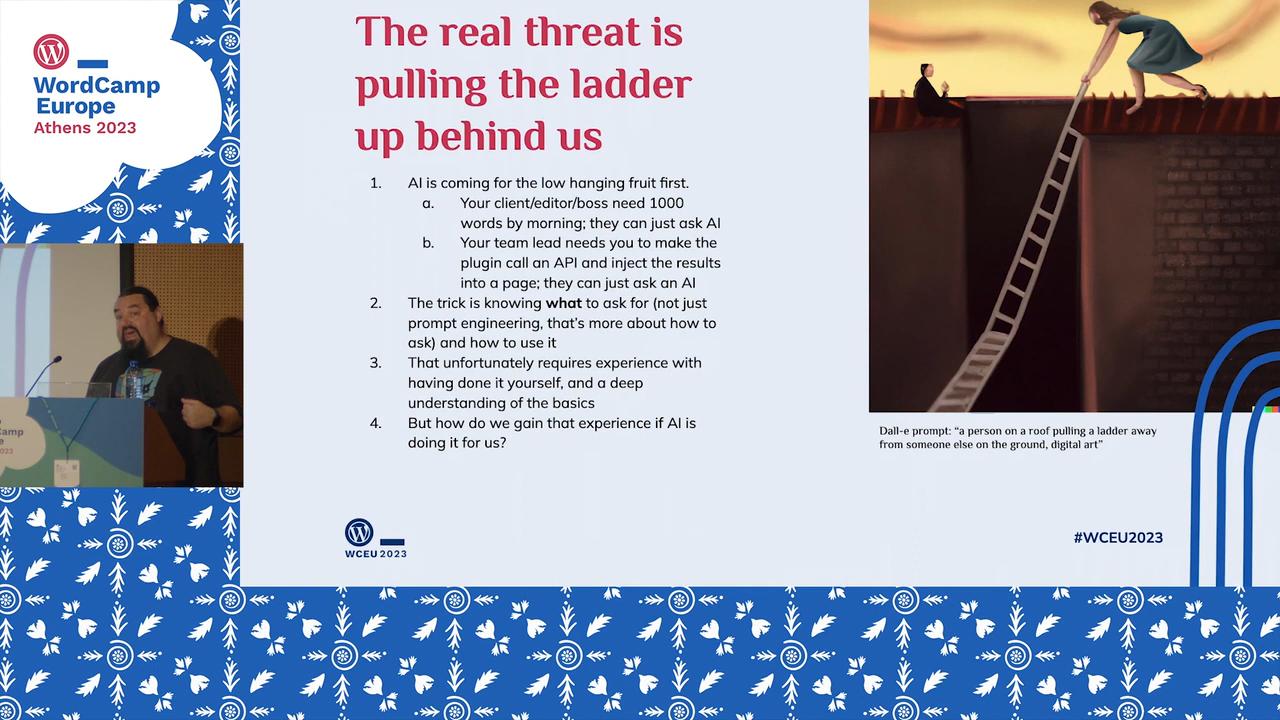 WordCamp
Europe
Athens 2023
The real threat is
pulling the ladder
up behind us
1. AI is coming for the low hanging fruit first.
a. Your client/editor/boss need 1000
words by morning; they can just ask AI
b. Your team lead needs you to make the
plugin call an API and inject the results
into a page; they can just ask an AI
2. The trick is knowing what to ask for (not just
prompt engineering, that’s more about how to
ask) and how to use it
3. That unfortunately requires experience with
having done it yourself, and a deep
understanding of the basics
4. But how do we gain that experience if AI is
doing it for us?
Dall-e prompt: “a person on a roof pulling a ladder away
from someone else on the ground, digital art”
WCEU 2023
#WCEU2023